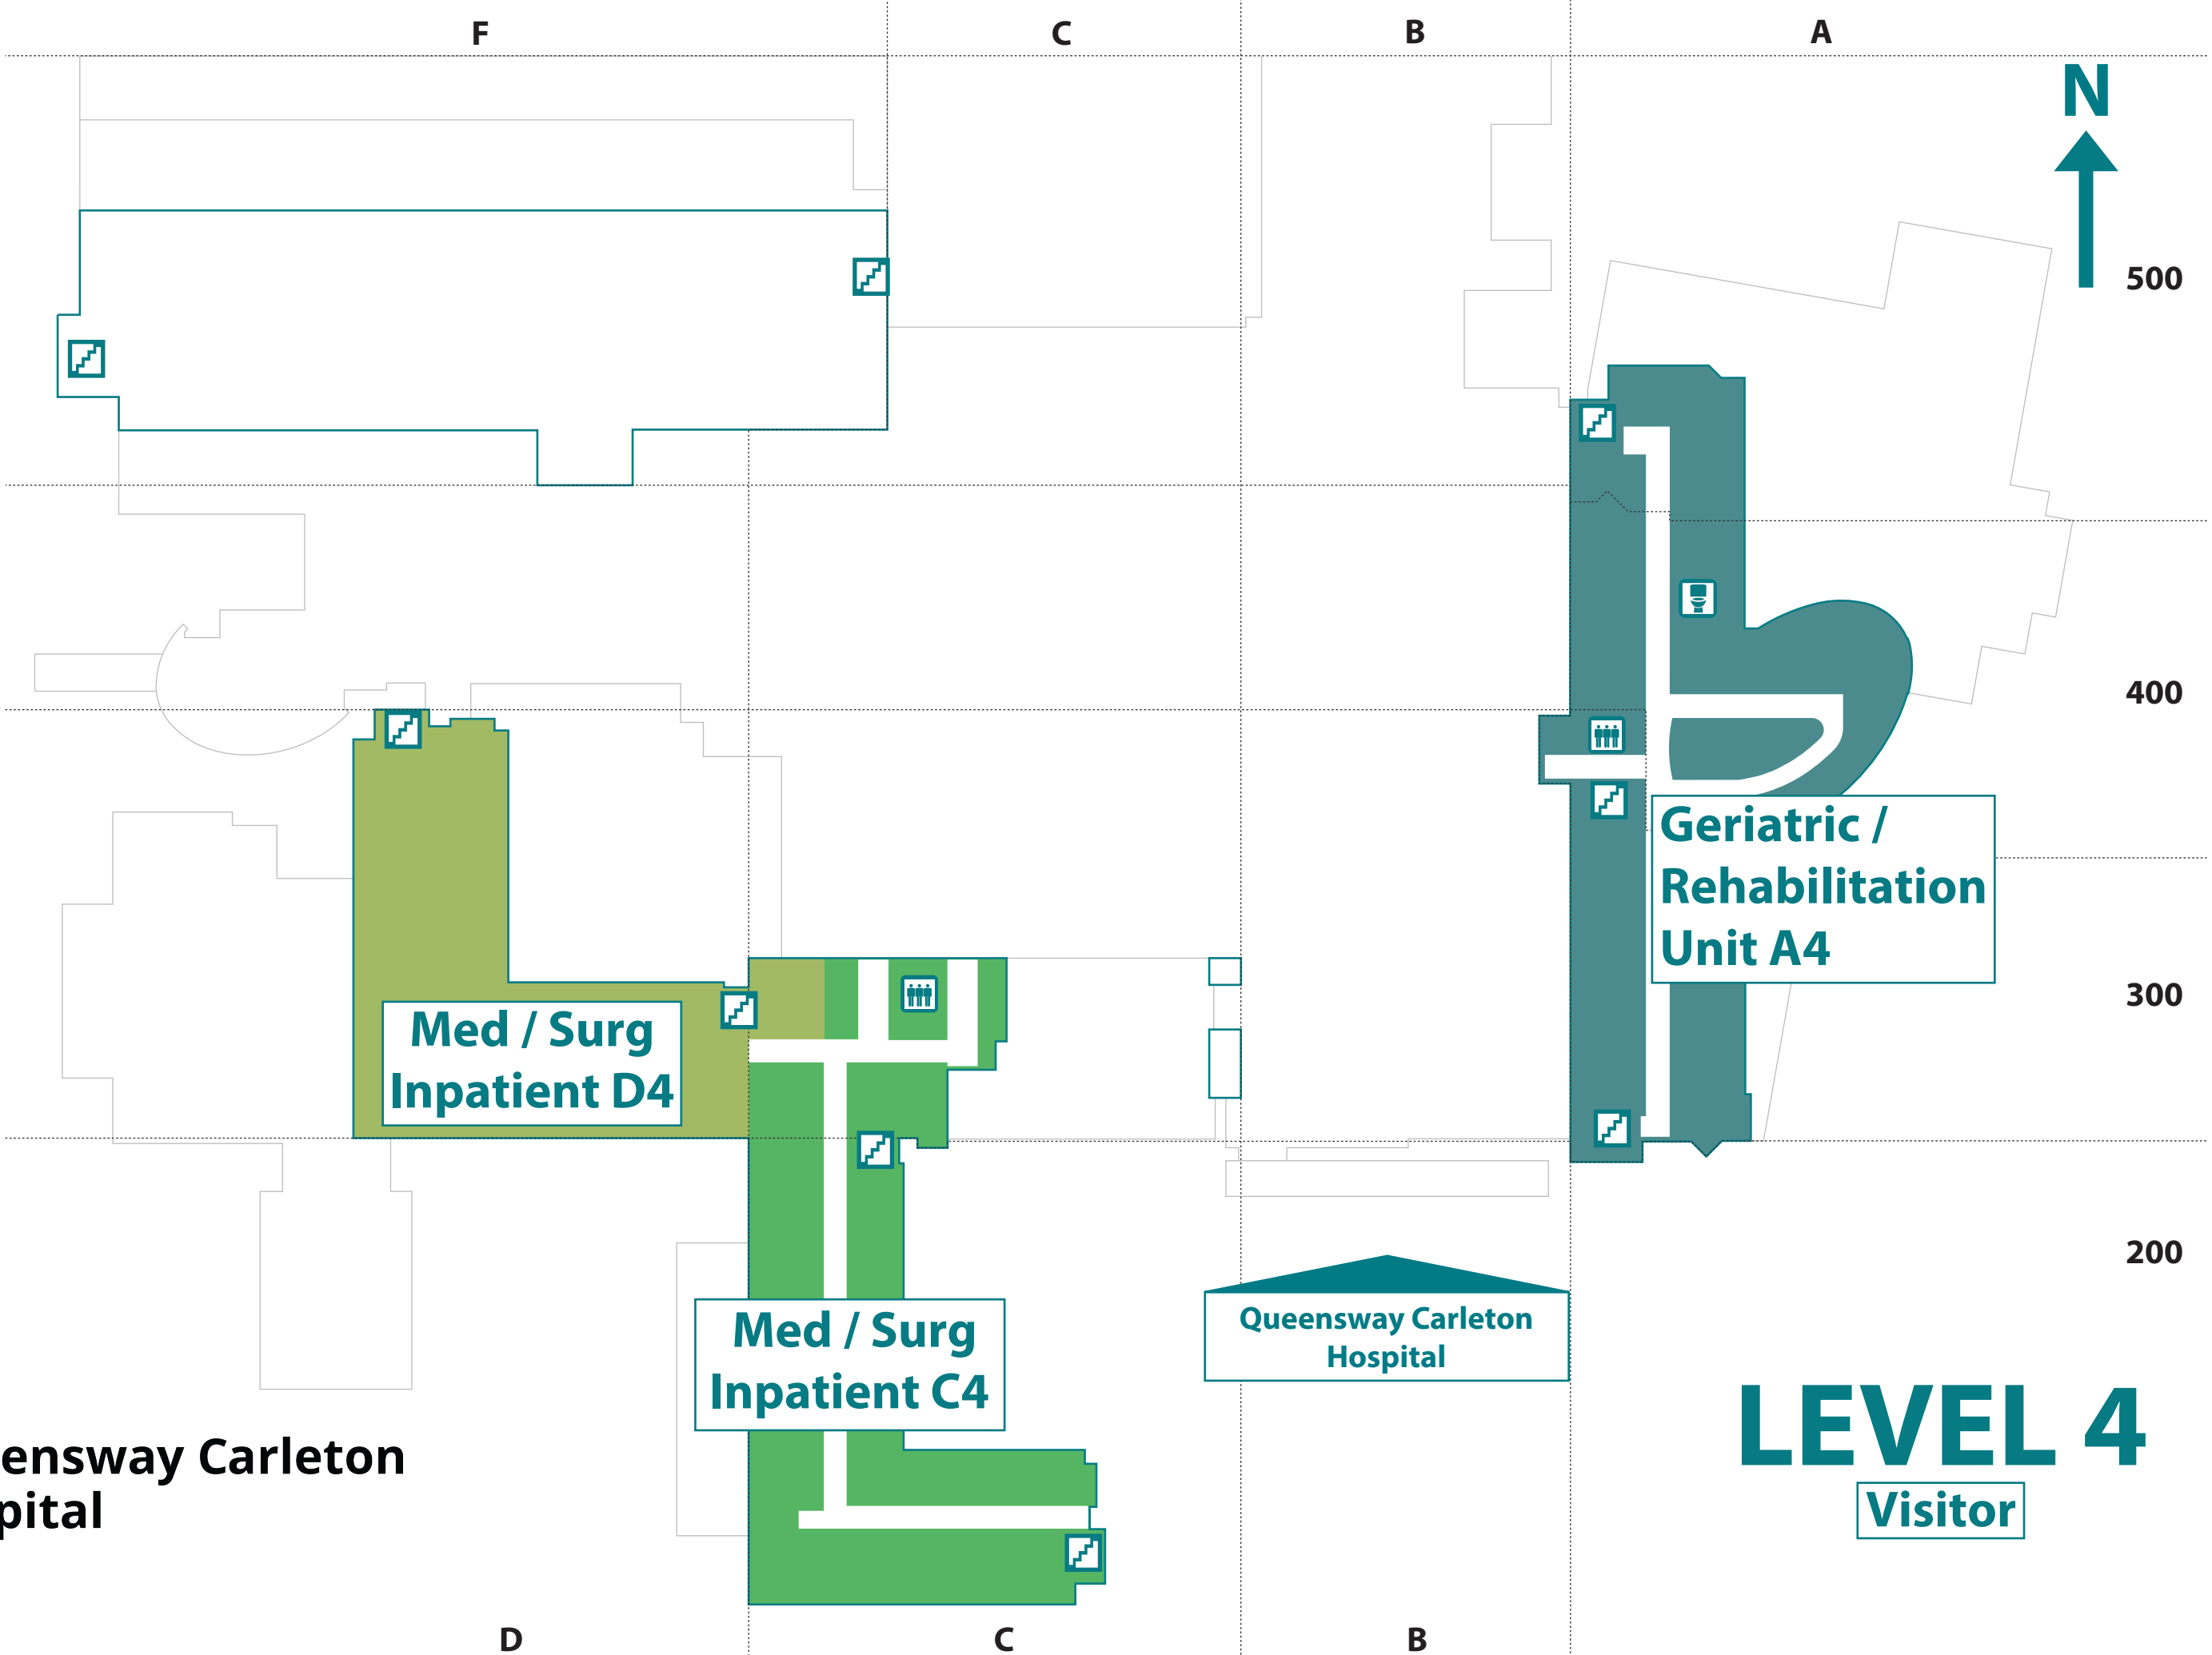 F
C
B
A
N
500
400
Geriatric /
Rehabilitation
Unit A4
300
Med / Surg
Inpatient D4
200
Queensway Carleton
Hospital
Med / Surg
Inpatient C4
LEVEL 4
Visitor
ensway Carleton
pital
D
C
B